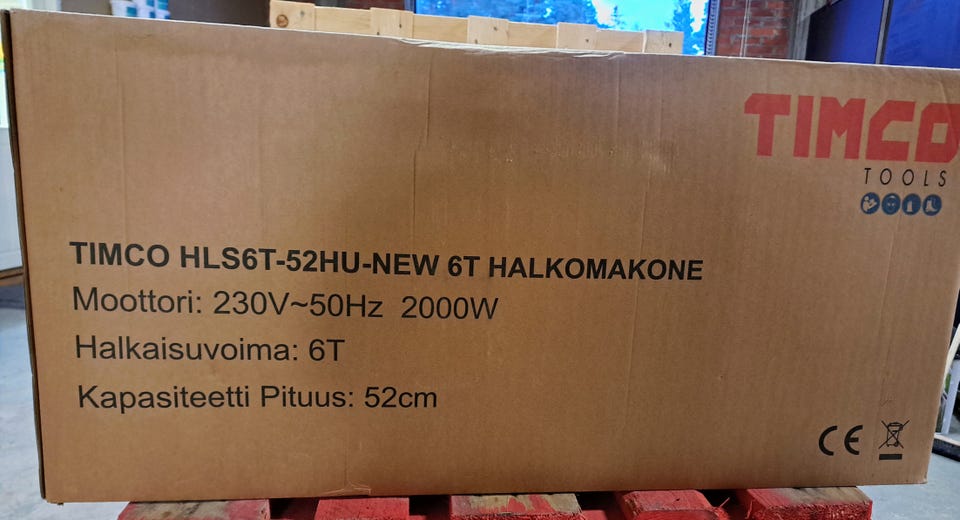 TIMCO
TOOLS
TIMCO HLS6T-52HU-NEW 6T HALKOMAKONE
Moottori: 230V~50Hz 2000W
Halkaisuvoima: 6T
Kapasiteetti Pituus: 52cm
CE